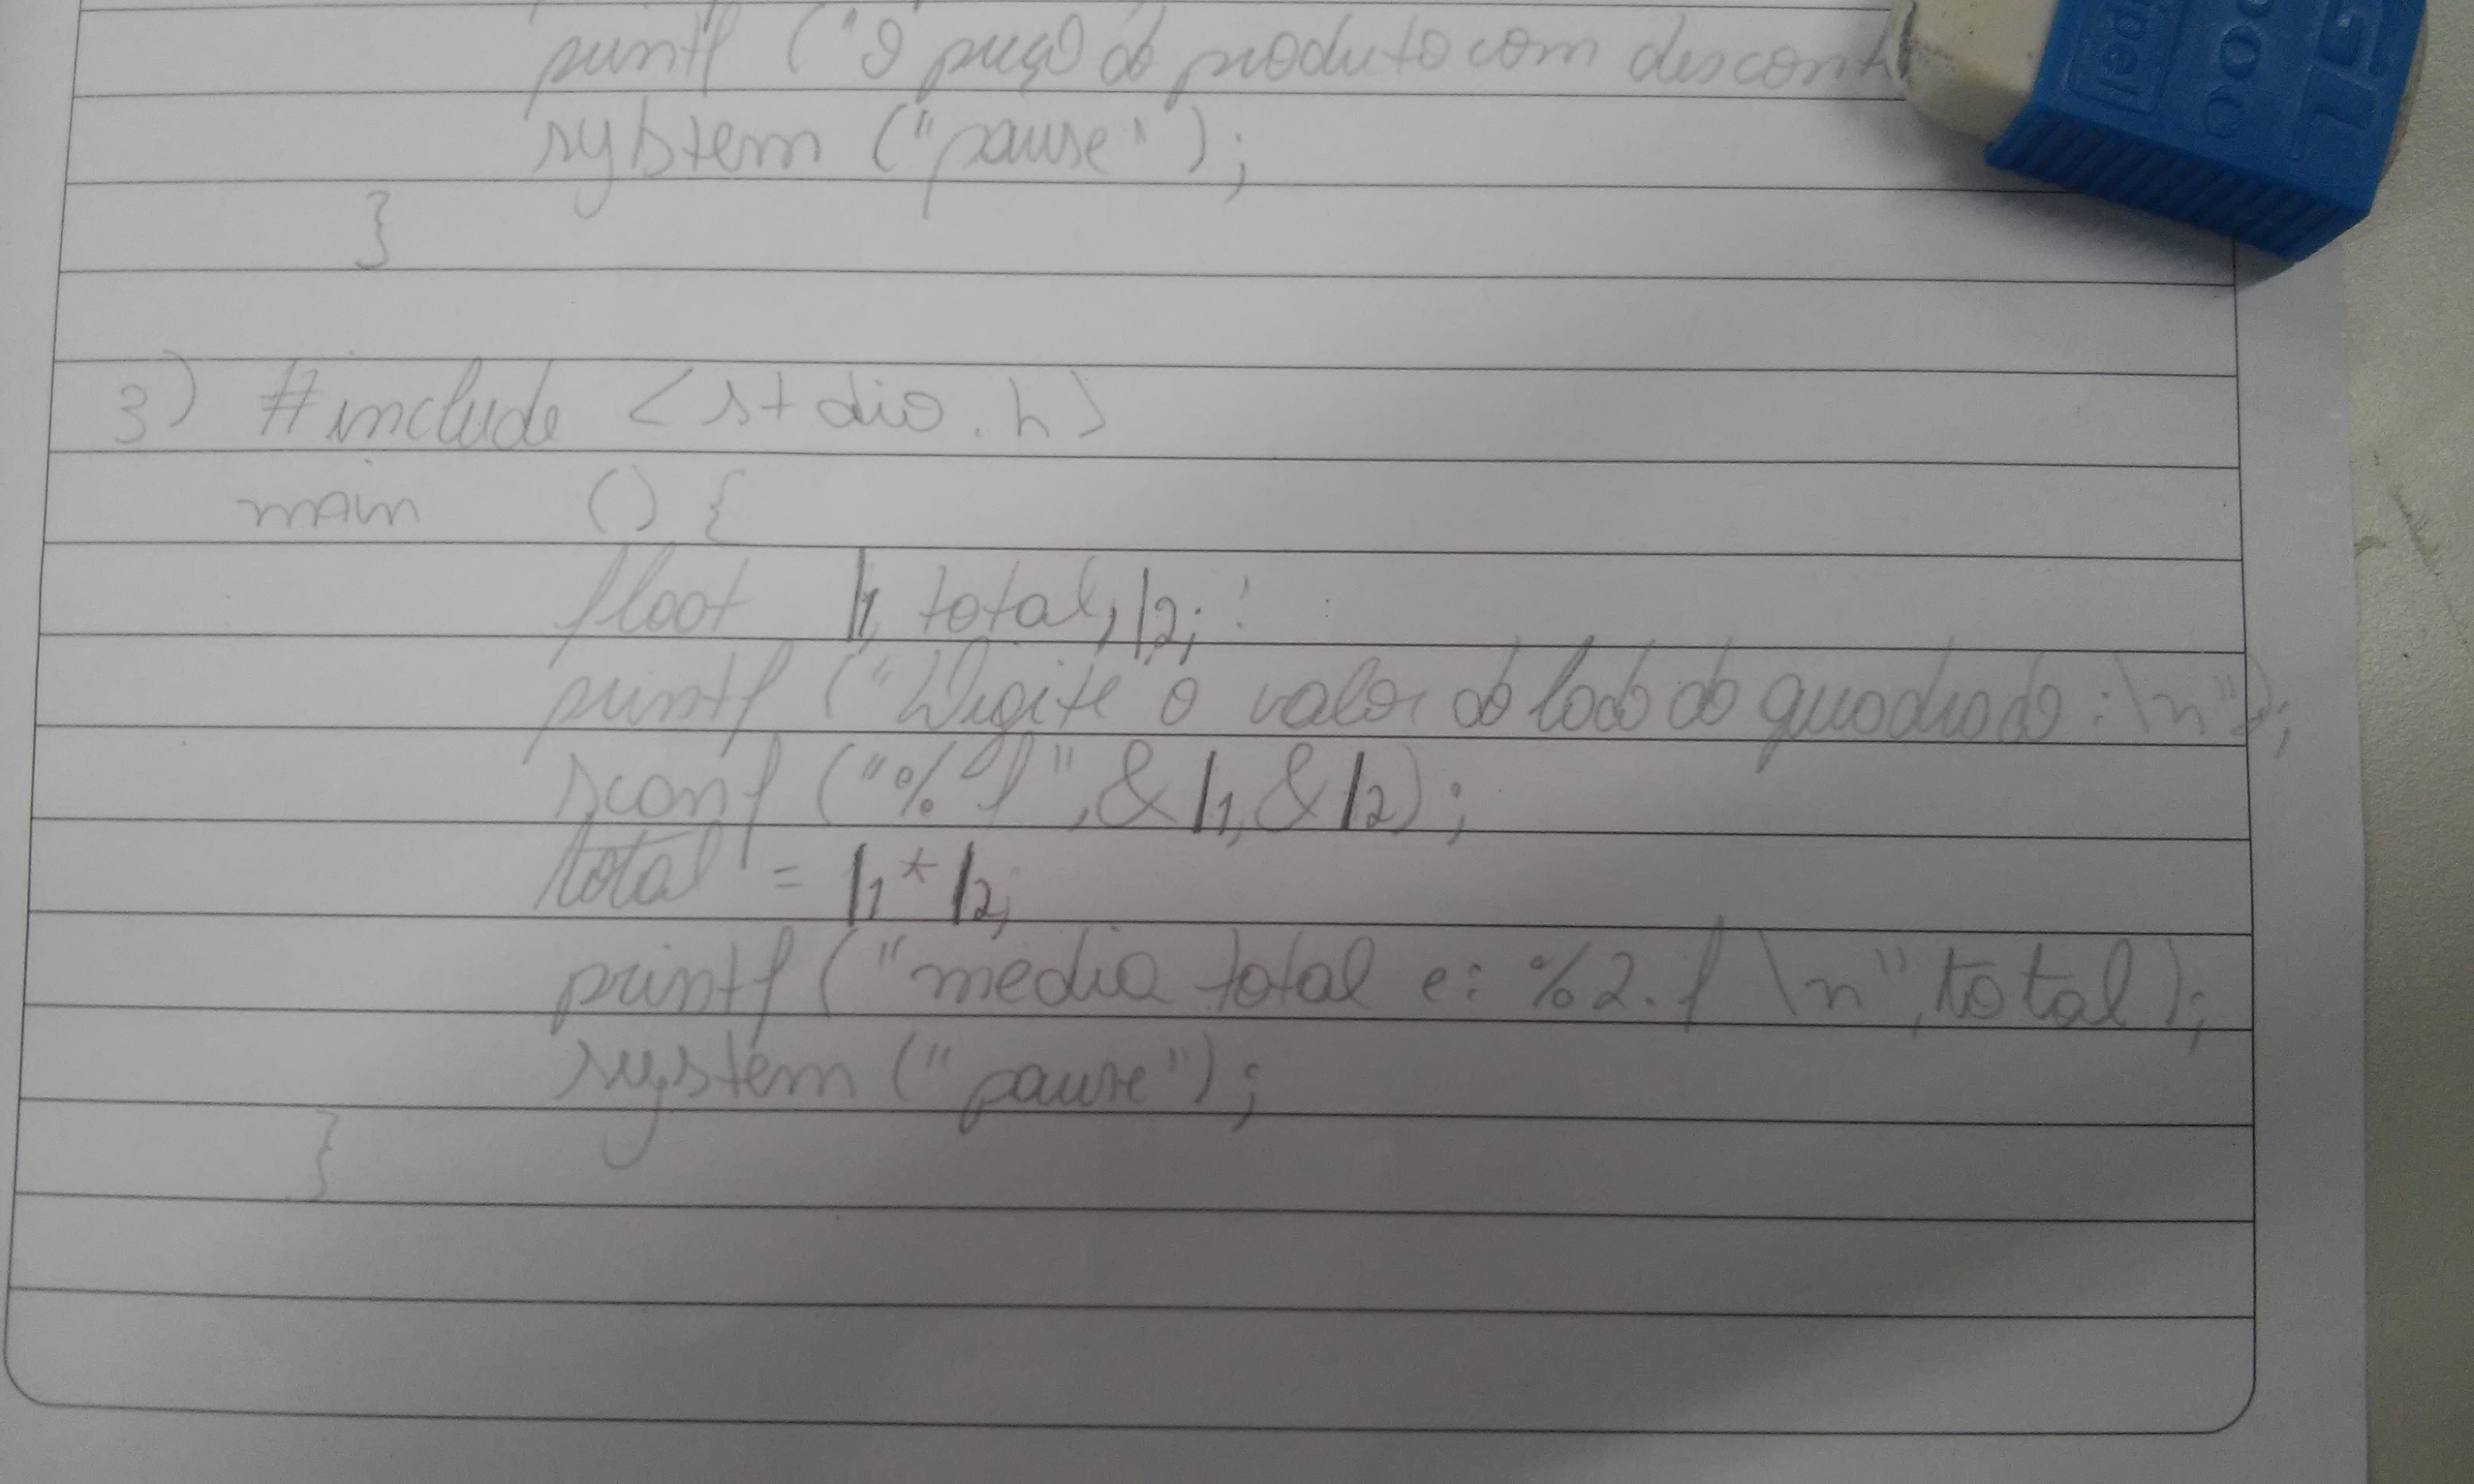 printf ("O preço do produto com descont
system ("pause");
}
3) #include <stdio.h>
main () {
float l1, total, l2;
printf ("Digite o valor do lado do quadrado: \n");
scanf ("%f", &l1, &l2);
total = l1 * l2;
printf ("media total e: %2.f \n", total);
system ("pause");
}